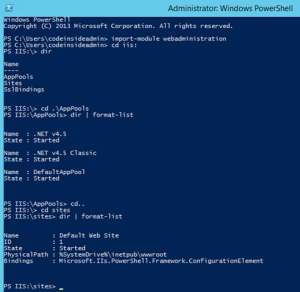 Administrator: Windows PowerShell
Windows PowerShell
Copyright (C) 2013 Microsoft Corporation. All rights reserved.
PS C:\Users\codeinsideadmin> import-module webadministration
PS C:\Users\codeinsideadmin> cd iis:
PS IIS:\> dir
Name
----
AppPools
Sites
SslBindings
PS IIS:\> cd .\AppPools
PS IIS:\AppPools> dir | format-list
Name : .NET v4.5
State : Started
Name : .NET v4.5 Classic
State : Started
Name : DefaultAppPool
State : Started
PS IIS:\AppPools> cd..
PS IIS:\> cd sites
PS IIS:\sites> dir | format-list
Name : Default Web Site
ID : 1
State : Started
PhysicalPath : %SystemDrive%\inetpub\wwwroot
Bindings : Microsoft.IIs.PowerShell.Framework.ConfigurationElement
PS IIS:\sites> _